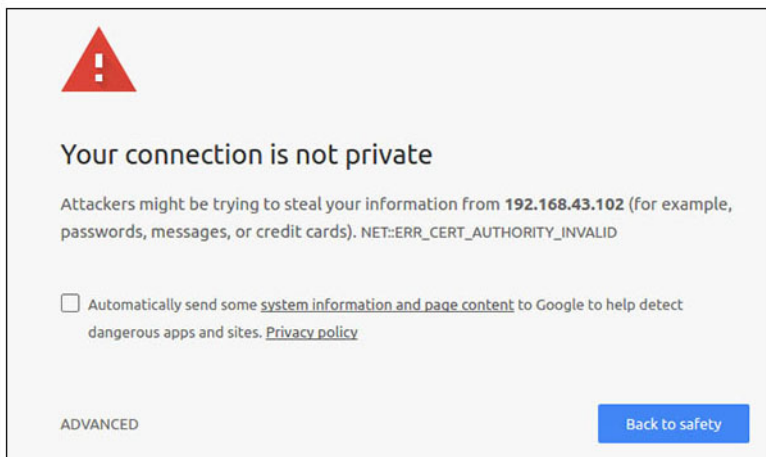 Your connection is not private
Attackers might be trying to steal your information from 192.168.43.102 (for example,
passwords, messages, or credit cards). NET::ERR_CERT_AUTHORITY_INVALID
Automatically send some system information and page content to Google to help detect
dangerous apps and sites. Privacy policy
ADVANCED
Back to safety